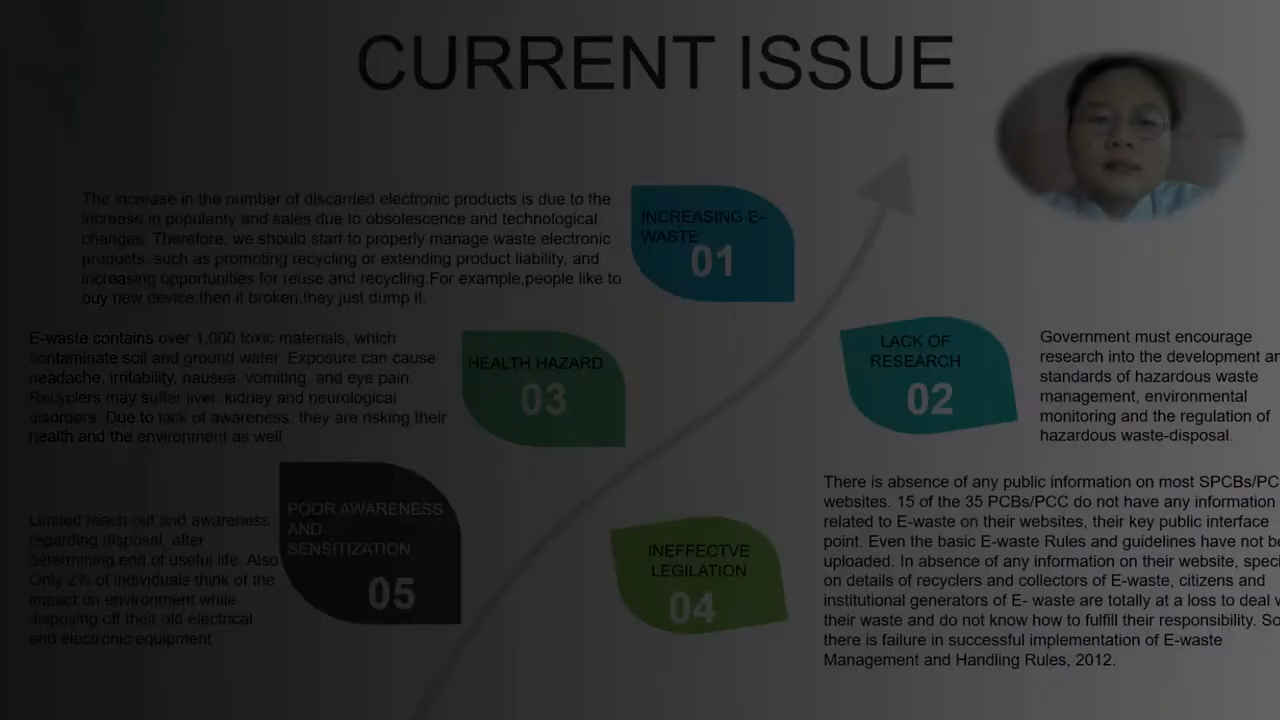 CURRENT ISSUE
The increase in the number of discarded electronic products is due to the
increase in popularity and sales due to obsolescence and technological
changes. Therefore, we should start to properly manage waste electronic
products, such as promoting recycling or extending product liability, and
increasing opportunities for reuse and recycling.For example,people like to
buy new device,then it broken,they just dump it.
INCREASING E-
WASTE
01
LACK OF
RESEARCH
02
Government must encourage
research into the development
standards of hazardous waste
management, environmental
monitoring and the regulation of
hazardous waste-disposal.
E-waste contains over 1,000 toxic materials, which
contaminate soil and ground water. Exposure can cause
headache, irritability, nausea, vomiting, and eye pain.
Recyclers may suffer liver, kidney and neurological
disorders. Due to lack of awareness, they are risking their
health and the environment as well
HEALTH HAZARD
03
INEFFECTVE
LEGILATION
04
There is absence of any public information on most
websites. 15 of the 35 PCBs/PCC do not have any information
related to E-waste on their websites, their key public interface
point. Even the basic E-waste Rules and guidelines have not
uploaded. In absence of any information on their website,
on details of recyclers and collectors of E-waste, citizens and
institutional generators of E- waste are totally at a loss to deal
their waste and do not know how to fulfill their responsibility.
there is failure in successful implementation of E-waste
Management and Handling Rules, 2012.
Limited reach out and awareness
regarding disposal, after
determining end of useful life. Also
Only 2% of individuals think of the
impact on environment while
disposing off their old electrical
and electronic equipment
POOR AWARENESS
AND
SENSITIZATION
05